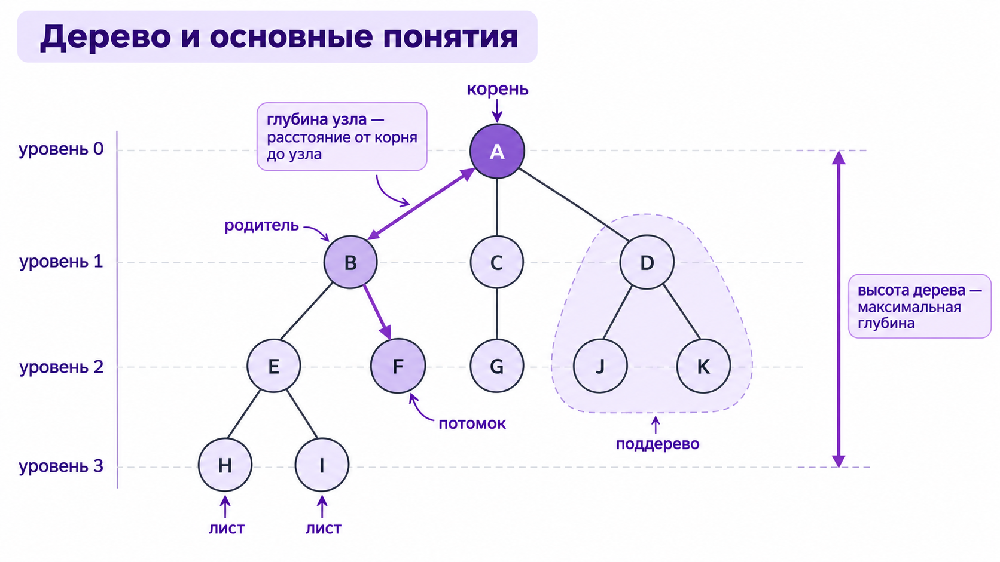 Дерево и основные понятия
корень
глубина узла —
расстояние от корня
до узла
уровень 0
A
родитель
уровень 1
B
C
D
высота дерева —
максимальная
глубина
уровень 2
E
F
G
J
K
потомок
поддерево
уровень 3
H
I
лист
лист